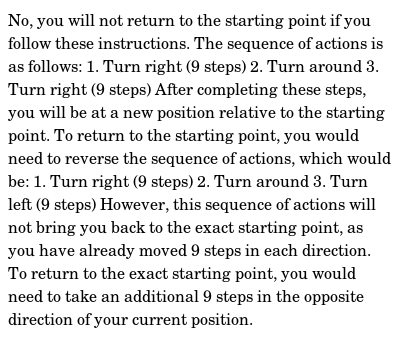 No, you will not return to the starting point if you
follow these instructions. The sequence of actions is
as follows: 1. Turn right (9 steps) 2. Turn around 3.
Turn right (9 steps) After completing these steps,
you will be at a new position relative to the starting
point. To return to the starting point, you would
need to reverse the sequence of actions, which would
be: 1. Turn right (9 steps) 2. Turn around 3. Turn
left (9 steps) However, this sequence of actions will
not bring you back to the exact starting point, as
you have already moved 9 steps in each direction.
To return to the exact starting point, you would
need to take an additional 9 steps in the opposite
direction of your current position.